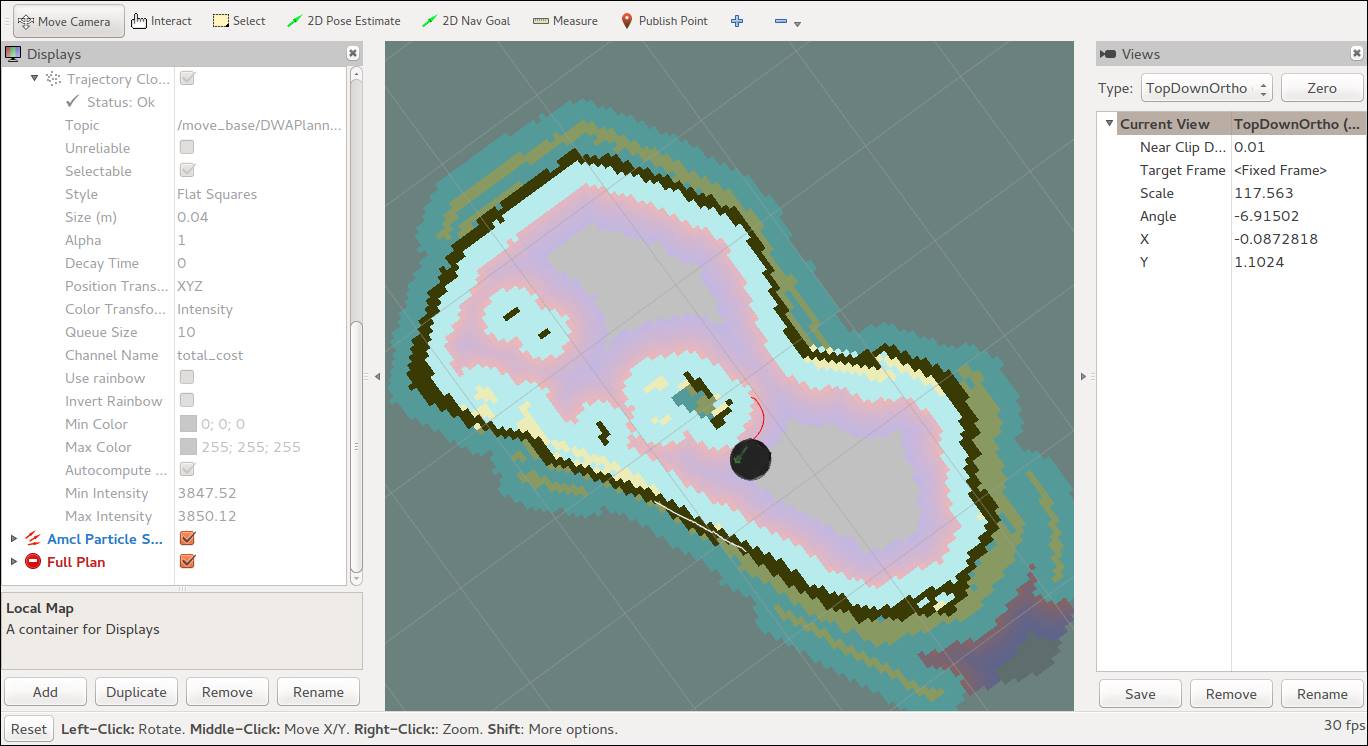 Move Camera Interact Select 2D Pose Estimate 2D Nav Goal Measure Publish Point
Displays
Trajectory Clo...
Status: Ok
Topic /move_base/DWAPlann...
Unreliable
Selectable
Style Flat Squares
Size (m) 0.04
Alpha 1
Decay Time 0
Position Trans... XYZ
Color Transfo... Intensity
Queue Size 10
Channel Name total_cost
Use rainbow
Invert Rainbow
Min Color 0; 0; 0
Max Color 255; 255; 255
Autocompute ...
Min Intensity 3847.52
Max Intensity 3850.12
Amcl Particle S...
Full Plan
Local Map
A container for Displays
Add Duplicate Remove Rename
Views
Type: TopDownOrtho Zero
Current View TopDownOrtho (...
Near Clip D... 0.01
Target Frame <Fixed Frame>
Scale 117.563
Angle -6.91502
X -0.0872818
Y 1.1024
Save Remove Rename
Reset Left-Click: Rotate. Middle-Click: Move X/Y. Right-Click:: Zoom. Shift: More options. 30 fps